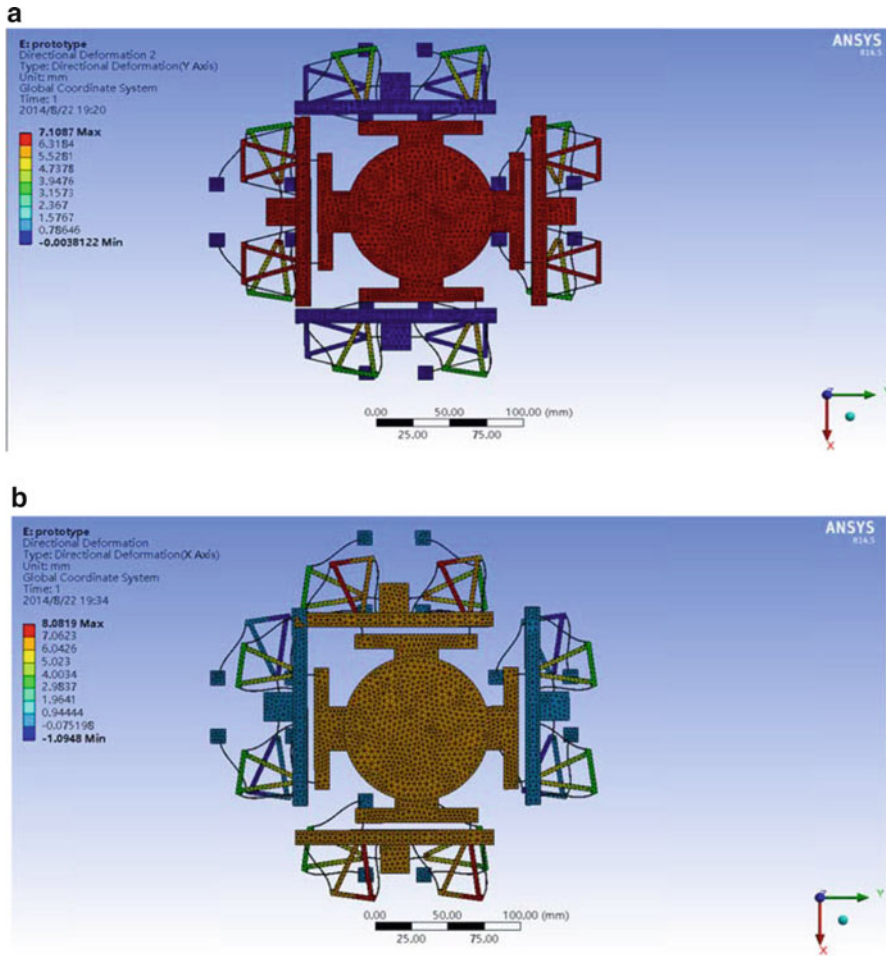 a
E: prototype
Directional Deformation 2
Type: Directional Deformation(Y Axis)
Unit: mm
Global Coordinate System
Time: 1
2014/8/22 19:20
7.1087 Max
6.3184
5.5281
4.7378
3.9476
3.1573
2.367
1.5767
0.78646
-0.0038122 Min
ANSYS
R14.5
0.00 50.00 100.00 (mm)
25.00 75.00
Y
X
b
E: prototype
Directional Deformation
Type: Directional Deformation(X Axis)
Unit: mm
Global Coordinate System
Time: 1
2014/8/22 19:34
8.0819 Max
7.0623
6.0426
5.023
4.0034
2.9837
1.9641
0.94444
-0.075198
-1.0948 Min
ANSYS
R14.5
0.00 50.00 100.00 (mm)
25.00 75.00
Y
X